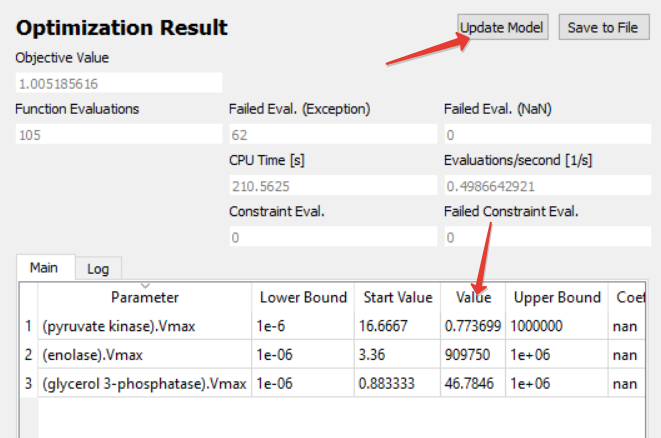 Optimization Result
Update Model
Save to File
Objective Value
1.005185616
Function Evaluations Failed Eval. (Exception) Failed Eval. (NaN)
105 62 0
CPU Time [s] Evaluations/second [1/s]
210.5625 0.4986642921
Constraint Eval. Failed Constraint Eval.
0 0
Main Log
Parameter Lower Bound Start Value Value Upper Bound Coef
1 (pyruvate kinase).Vmax 1e-6 16.6667 0.773699 1000000 nan
2 (enolase).Vmax 1e-06 3.36 909750 1e+06 nan
3 (glycerol 3-phosphatase).Vmax 1e-06 0.883333 46.7846 1e+06 nan